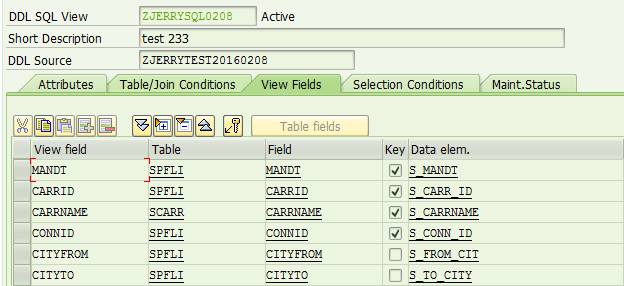 DDL SQL View ZJERRYSQL0208 Active
Short Description test 233
DDL Source ZJERRYTEST20160208
Attributes Table/Join Conditions View Fields Selection Conditions Maint.Status
Table fields
View field Table Field Key Data elem.
MANDT SPFLI MANDT S_MANDT
CARRID SPFLI CARRID S_CARR_ID
CARRNAME SCARR CARRNAME S_CARRNAME
CONNID SPFLI CONNID S_CONN_ID
CITYFROM SPFLI CITYFROM S_FROM_CIT
CITYTO SPFLI CITYTO S_TO_CITY